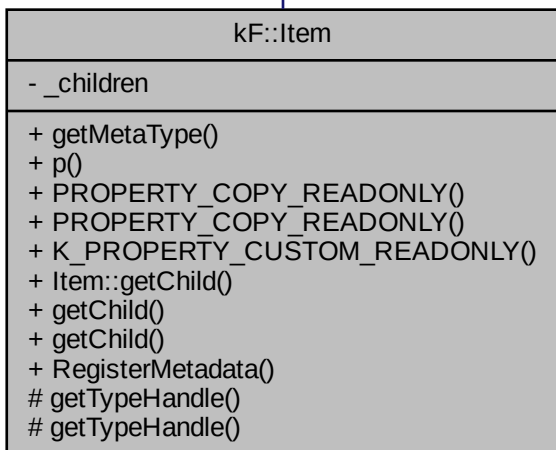 kF::Item
- _children
+ getMetaType()
+ p()
+ PROPERTY_COPY_READONLY()
+ PROPERTY_COPY_READONLY()
+ K_PROPERTY_CUSTOM_READONLY()
+ Item::getChild()
+ getChild()
+ getChild()
+ RegisterMetadata()
# getTypeHandle()
# getTypeHandle()